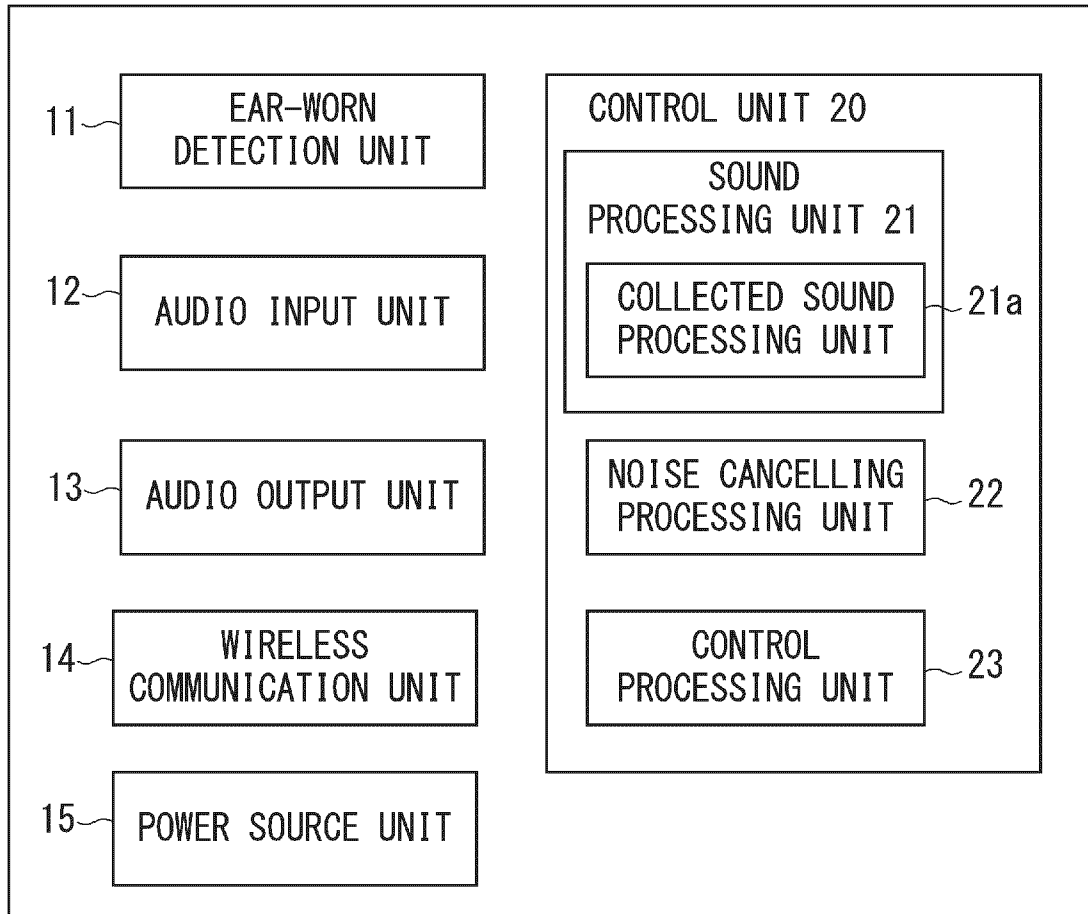 11
EAR-WORN
DETECTION UNIT
12
AUDIO INPUT UNIT
13
AUDIO OUTPUT UNIT
14
WIRELESS
COMMUNICATION UNIT
15
POWER SOURCE UNIT
CONTROL UNIT 20
SOUND
PROCESSING UNIT 21
COLLECTED SOUND
PROCESSING UNIT
21a
NOISE CANCELLING
PROCESSING UNIT
22
CONTROL
PROCESSING UNIT
23